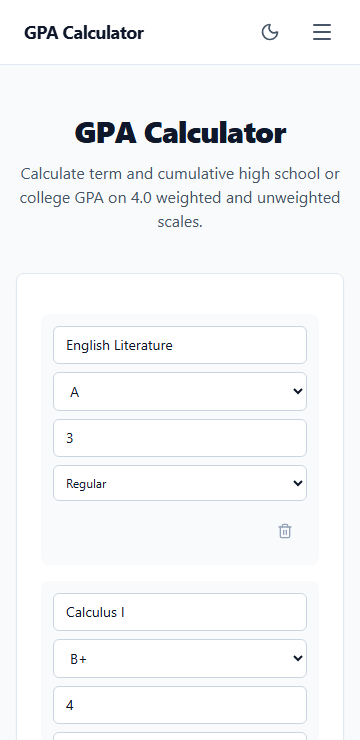 GPA Calculator
GPA Calculator
Calculate term and cumulative high school or
college GPA on 4.0 weighted and unweighted
scales.
English Literature
A
3
Regular
Calculus I
B+
4